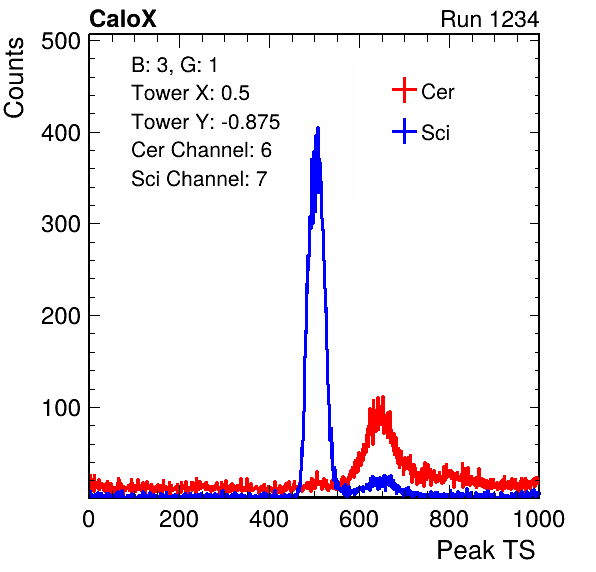 CaloX
Run 1234
Counts
500
400
300
200
100
B: 3, G: 1
Tower X: 0.5
Tower Y: -0.875
Cer Channel: 6
Sci Channel: 7
Cer
Sci
0 200 400 600 800 1000
Peak TS